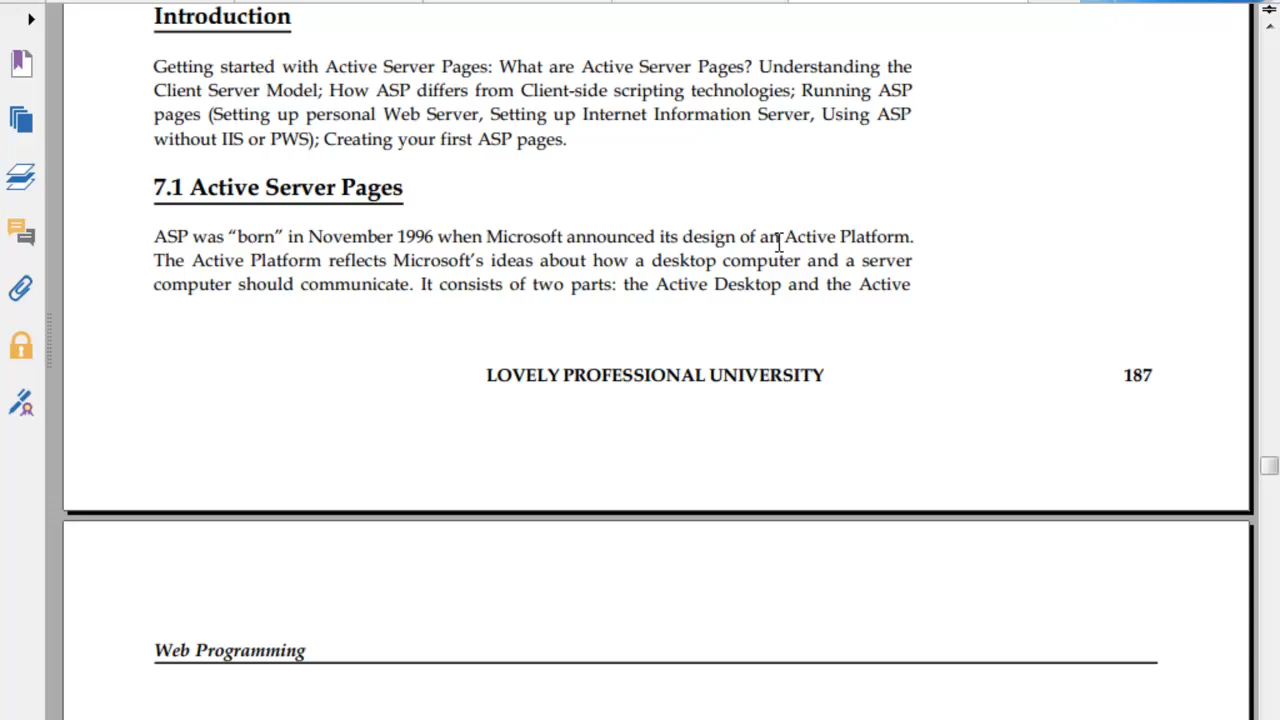 Introduction
Getting started with Active Server Pages: What are Active Server Pages? Understanding the
Client Server Model; How ASP differs from Client-side scripting technologies; Running ASP
pages (Setting up personal Web Server, Setting up Internet Information Server, Using ASP
without IIS or PWS); Creating your first ASP pages.
7.1 Active Server Pages
ASP was “born” in November 1996 when Microsoft announced its design of an Active Platform.
The Active Platform reflects Microsoft’s ideas about how a desktop computer and a server
computer should communicate. It consists of two parts: the Active Desktop and the Active
LOVELY PROFESSIONAL UNIVERSITY 187
Web Programming